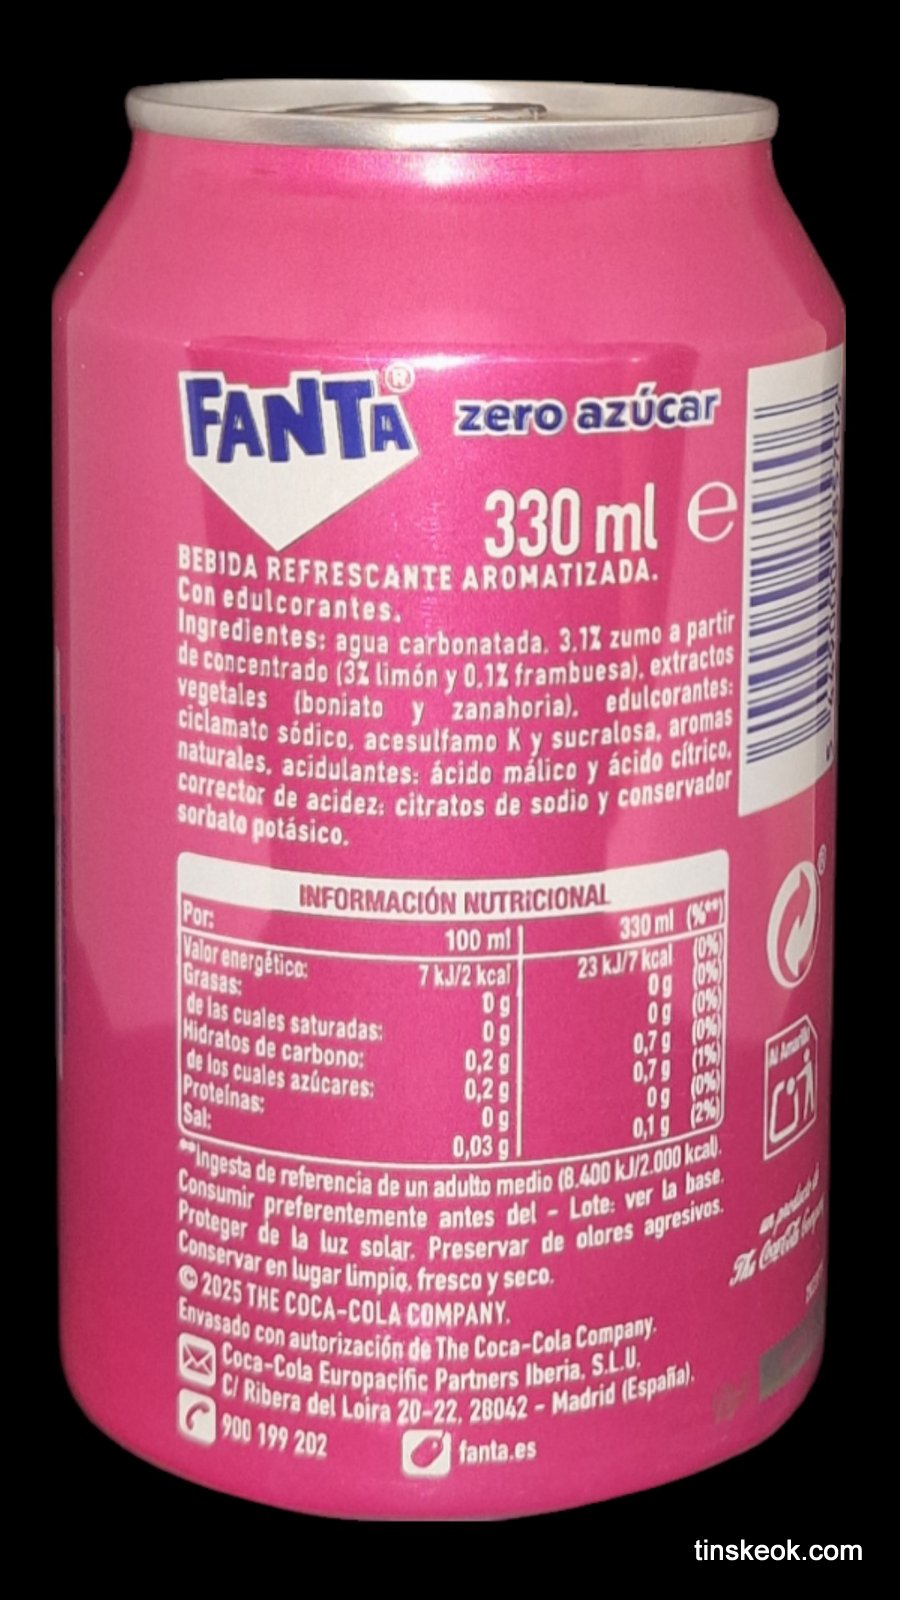 FANTA®
zero azúcar
330 ml e
BEBIDA REFRESCANTE AROMATIZADA.
Con edulcorantes.
Ingredientes: agua carbonatada, 3,1% zumo a partir
de concentrado (3% limón y 0,1% frambuesa), extractos
vegetales (boniato y zanahoria), edulcorantes:
ciclamato sódico, acesulfamo K y sucralosa, aromas
naturales, acidulantes: ácido málico y ácido cítrico,
corrector de acidez: citratos de sodio y conservador
sorbato potásico.
INFORMACIÓN NUTRICIONAL
Por: 100 ml 330 ml (%**)
Valor energético: 7 kJ/2 kcal 23 kJ/7 kcal (0%)
Grasas: 0 g 0 g (0%)
de las cuales saturadas: 0 g 0 g (0%)
Hidratos de carbono: 0,2 g 0,7 g (0%)
de los cuales azúcares: 0,2 g 0,7 g (1%)
Proteínas: 0 g 0 g (0%)
Sal: 0,03 g 0,1 g (2%)
**Ingesta de referencia de un adulto medio (8.400 kJ/2.000 kcal).
Consumir preferentemente antes del - Lote: ver la base.
Proteger de la luz solar. Preservar de olores agresivos.
Conservar en lugar limpio, fresco y seco.
© 2025 THE COCA-COLA COMPANY.
Envasado con autorización de The Coca-Cola Company.
Coca-Cola Europacific Partners Iberia, S.L.U.
C/ Ribera del Loira 20-22, 28042 - Madrid (España).
900 199 202
fanta.es
®
Al Amarillo
un producto de
The Coca-Cola Company
tinskeok.com